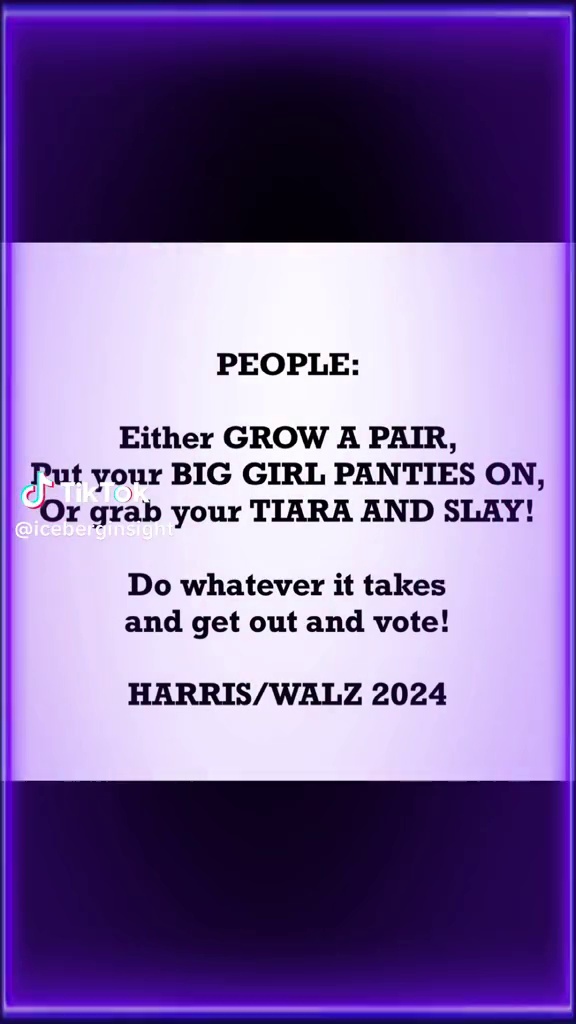 PEOPLE:
Either GROW A PAIR,
Put your BIG GIRL PANTIES ON,
Or grab your TIARA AND SLAY!
TikTok
@iceberginsight
Do whatever it takes
and get out and vote!
HARRIS/WALZ 2024